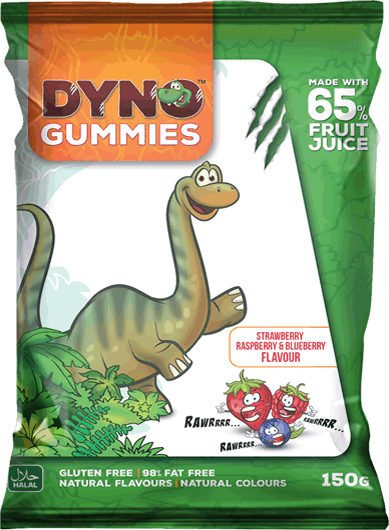 DYNO™
GUMMIES
MADE WITH
65%
FRUIT
JUICE
STRAWBERRY
RASPBERRY & BLUEBERRY
FLAVOUR
RAWRRRR...
RAWRRRR...
RAWRRRR...
حلال
HALAL
GLUTEN FREE | 98% FAT FREE
NATURAL FLAVOURS | NATURAL COLOURS
150G